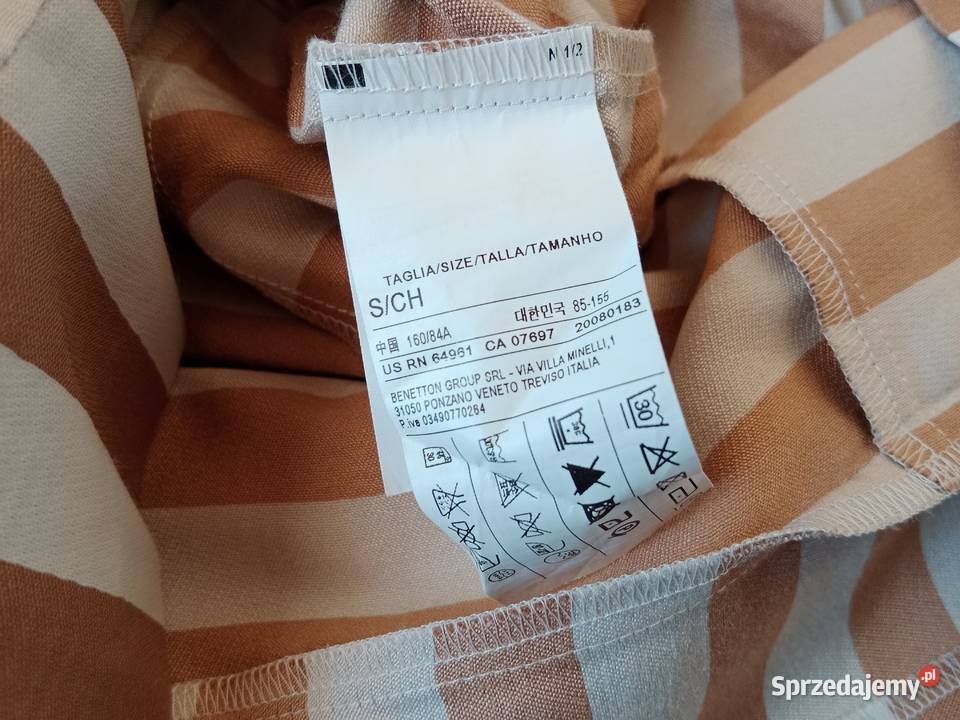 N 1/2
TAGLIA/SIZE/TALLA/TAMANHO
S/CH
中国 160/84A 대한민국 85-155
US RN 64961 CA 07697 20080183
BENETTON GROUP SRL - VIA VILLA MINELLI,1
31050 PONZANO VENETO TREVISO ITALIA
P.iva 03490770264
30
Sprzedajemy.pl